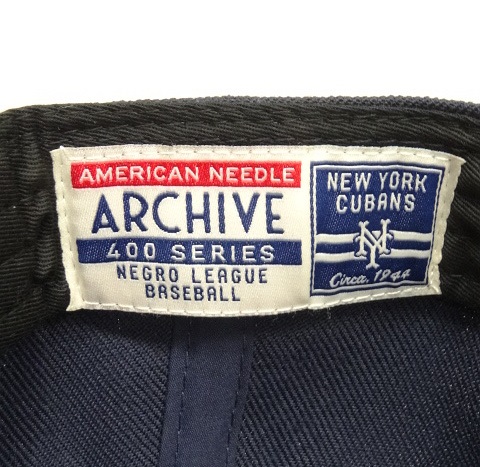 AMERICAN NEEDLE
ARCHIVE
400 SERIES
NEGRO LEAGUE
BASEBALL
NEW YORK
CUBANS
NY
Circa. 1944